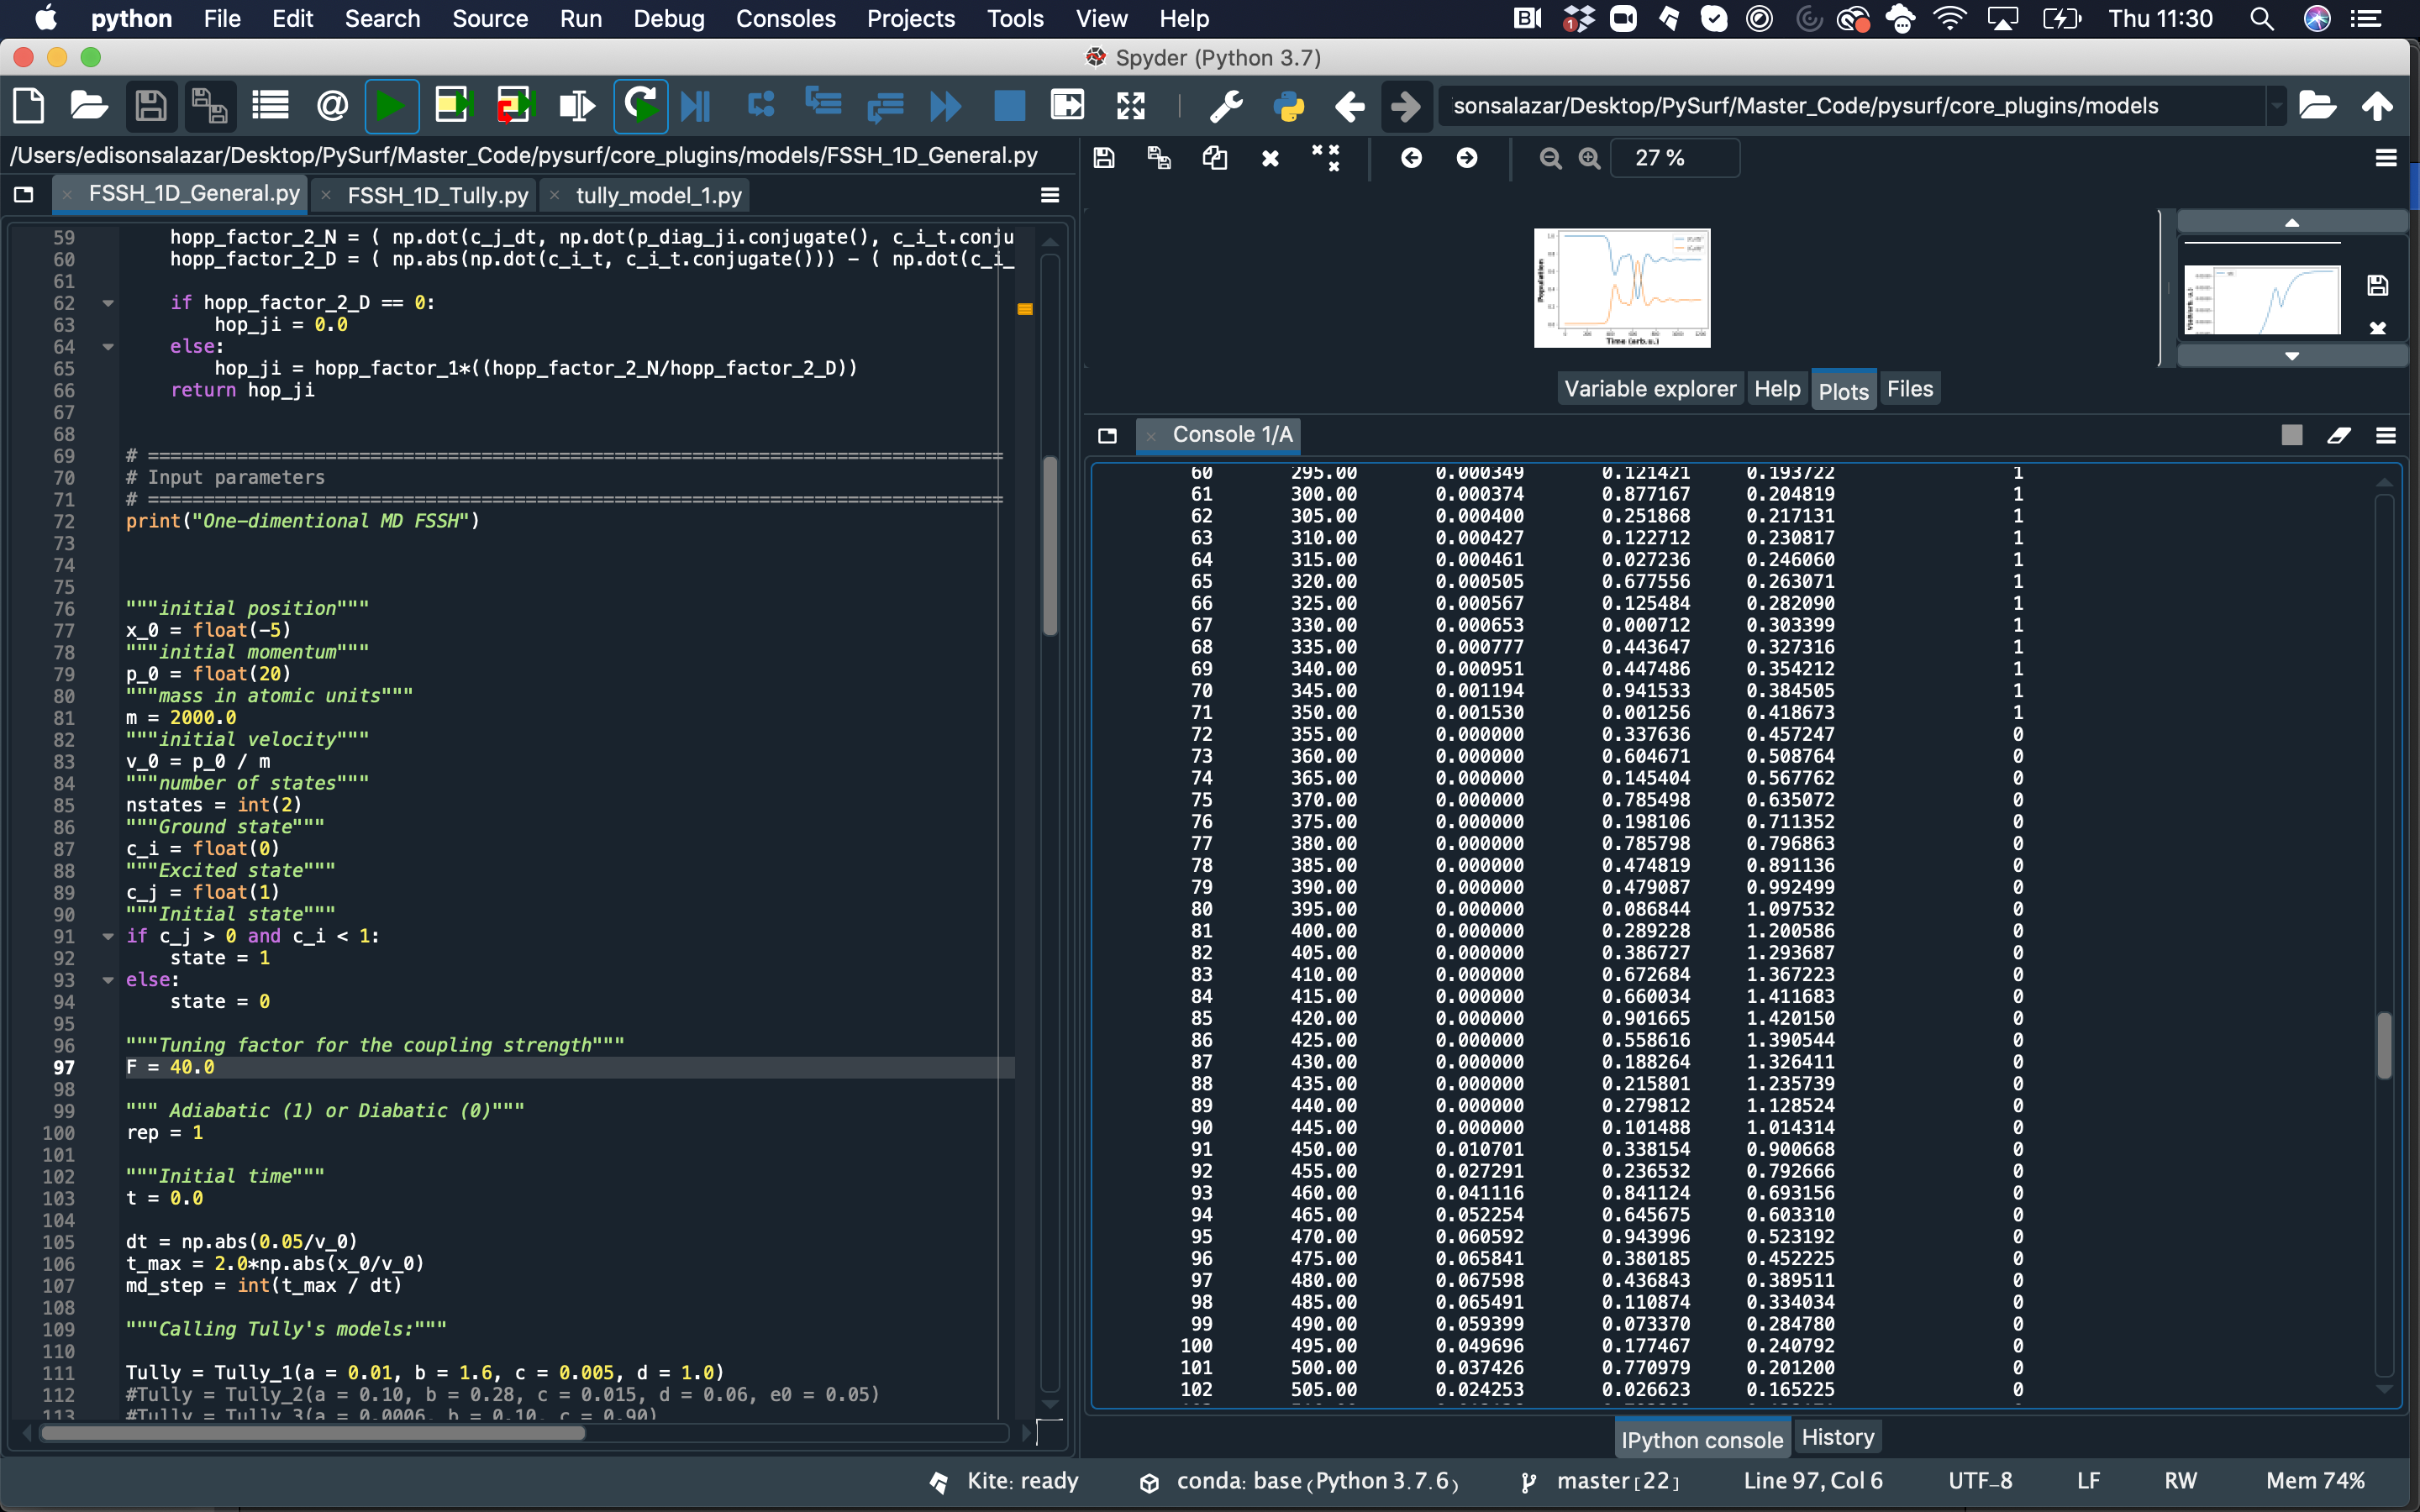 python File Edit Search Source Run Debug Consoles Projects Tools View Help Thu 11:30
Spyder (Python 3.7)
sonsalazar/Desktop/PySurf/Master_Code/pysurf/core_plugins/models
/Users/edisonsalazar/Desktop/PySurf/Master_Code/pysurf/core_plugins/models/FSSH_1D_General.py
FSSH_1D_General.py FSSH_1D_Tully.py tully_model_1.py
59 hopp_factor_2_N = ( np.dot(c_j_dt, np.dot(p_diag_ji.conjugate(), c_i_t.conju
60 hopp_factor_2_D = ( np.abs(np.dot(c_i_t, c_i_t.conjugate())) - ( np.dot(c_i_
61
62 if hopp_factor_2_D == 0:
63 hop_ji = 0.0
64 else:
65 hop_ji = hopp_factor_1*((hopp_factor_2_N/hopp_factor_2_D))
66 return hop_ji
67
68
69 # =============================================================================
70 # Input parameters
71 # =============================================================================
72 print("One-dimentional MD FSSH")
73
74
75
76 """initial position"""
77 x_0 = float(-5)
78 """initial momentum"""
79 p_0 = float(20)
80 """mass in atomic units"""
81 m = 2000.0
82 """initial velocity"""
83 v_0 = p_0 / m
84 """number of states"""
85 nstates = int(2)
86 """Ground state"""
87 c_i = float(0)
88 """Excited state"""
89 c_j = float(1)
90 """Initial state"""
91 if c_j > 0 and c_i < 1:
92 state = 1
93 else:
94 state = 0
95
96 """Tuning factor for the coupling strength"""
97 F = 40.0
98
99 """ Adiabatic (1) or Diabatic (0)"""
100 rep = 1
101
102 """Initial time"""
103 t = 0.0
104
105 dt = np.abs(0.05/v_0)
106 t_max = 2.0*np.abs(x_0/v_0)
107 md_step = int(t_max / dt)
108
109 """Calling Tully's models:"""
110
111 Tully = Tully_1(a = 0.01, b = 1.6, c = 0.005, d = 1.0)
112 #Tully = Tully_2(a = 0.10, b = 0.28, c = 0.015, d = 0.06, e0 = 0.05)
113 #Tully = Tully_3(a = 0.0006, b = 0.10, c = 0.90)
27 %
Population
Time (arb.u.)
Variable explorer Help Plots Files
Console 1/A
60 295.00 0.000349 0.121421 0.193722 1
61 300.00 0.000374 0.877167 0.204819 1
62 305.00 0.000400 0.251868 0.217131 1
63 310.00 0.000427 0.122712 0.230817 1
64 315.00 0.000461 0.027236 0.246060 1
65 320.00 0.000505 0.677556 0.263071 1
66 325.00 0.000567 0.125484 0.282090 1
67 330.00 0.000653 0.000712 0.303399 1
68 335.00 0.000777 0.443647 0.327316 1
69 340.00 0.000951 0.447486 0.354212 1
70 345.00 0.001194 0.941533 0.384505 1
71 350.00 0.001530 0.001256 0.418673 1
72 355.00 0.000000 0.337636 0.457247 0
73 360.00 0.000000 0.604671 0.508764 0
74 365.00 0.000000 0.145404 0.567762 0
75 370.00 0.000000 0.785498 0.635072 0
76 375.00 0.000000 0.198106 0.711352 0
77 380.00 0.000000 0.785798 0.796863 0
78 385.00 0.000000 0.474819 0.891136 0
79 390.00 0.000000 0.479087 0.992499 0
80 395.00 0.000000 0.086844 1.097532 0
81 400.00 0.000000 0.289228 1.200586 0
82 405.00 0.000000 0.386727 1.293687 0
83 410.00 0.000000 0.672684 1.367223 0
84 415.00 0.000000 0.660034 1.411683 0
85 420.00 0.000000 0.901665 1.420150 0
86 425.00 0.000000 0.558616 1.390544 0
87 430.00 0.000000 0.188264 1.326411 0
88 435.00 0.000000 0.215801 1.235739 0
89 440.00 0.000000 0.279812 1.128524 0
90 445.00 0.000000 0.101488 1.014314 0
91 450.00 0.010701 0.338154 0.900668 0
92 455.00 0.027291 0.236532 0.792666 0
93 460.00 0.041116 0.841124 0.693156 0
94 465.00 0.052254 0.645675 0.603310 0
95 470.00 0.060592 0.943996 0.523192 0
96 475.00 0.065841 0.380185 0.452225 0
97 480.00 0.067598 0.436843 0.389511 0
98 485.00 0.065491 0.110874 0.334034 0
99 490.00 0.059399 0.073370 0.284780 0
100 495.00 0.049696 0.177467 0.240792 0
101 500.00 0.037426 0.770979 0.201200 0
102 505.00 0.024253 0.026623 0.165225 0
IPython console History
Kite: ready conda: base (Python 3.7.6) master [22] Line 97, Col 6 UTF-8 LF RW Mem 74%